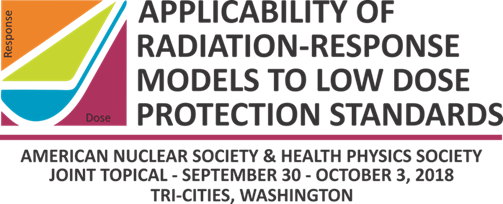 Response
Dose
APPLICABILITY OF
RADIATION-RESPONSE
MODELS TO LOW DOSE
PROTECTION STANDARDS
AMERICAN NUCLEAR SOCIETY & HEALTH PHYSICS SOCIETY
JOINT TOPICAL - SEPTEMBER 30 - OCTOBER 3, 2018
TRI-CITIES, WASHINGTON